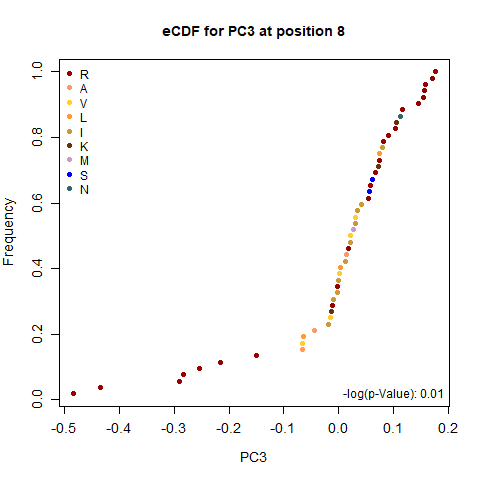 eCDF for PC3 at position 8
Frequency
1.0
0.8
0.6
0.4
0.2
0.0
R
A
V
L
I
K
M
S
N
-log(p-Value): 0.01
-0.5 -0.4 -0.3 -0.2 -0.1 0.0 0.1 0.2
PC3